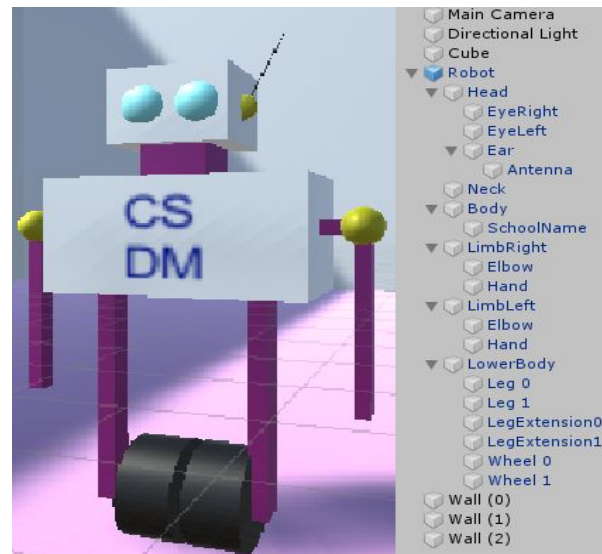 CS
DM
Main Camera
Directional Light
Cube
Robot
Head
EyeRight
EyeLeft
Ear
Antenna
Neck
Body
SchoolName
LimbRight
Elbow
Hand
LimbLeft
Elbow
Hand
LowerBody
Leg 0
Leg 1
LegExtension0
LegExtension1
Wheel 0
Wheel 1
Wall (0)
Wall (1)
Wall (2)